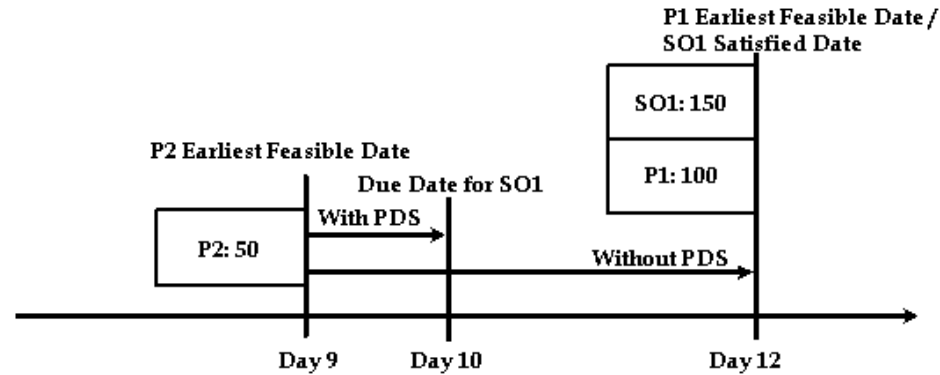 P1 Earliest Feasible Date /
SO1 Satisfied Date
SO1: 150
P2 Earliest Feasible Date
P1: 100
Due Date for SO1
With PDS
P2: 50
Without PDS
Day 9
Day 10
Day 12